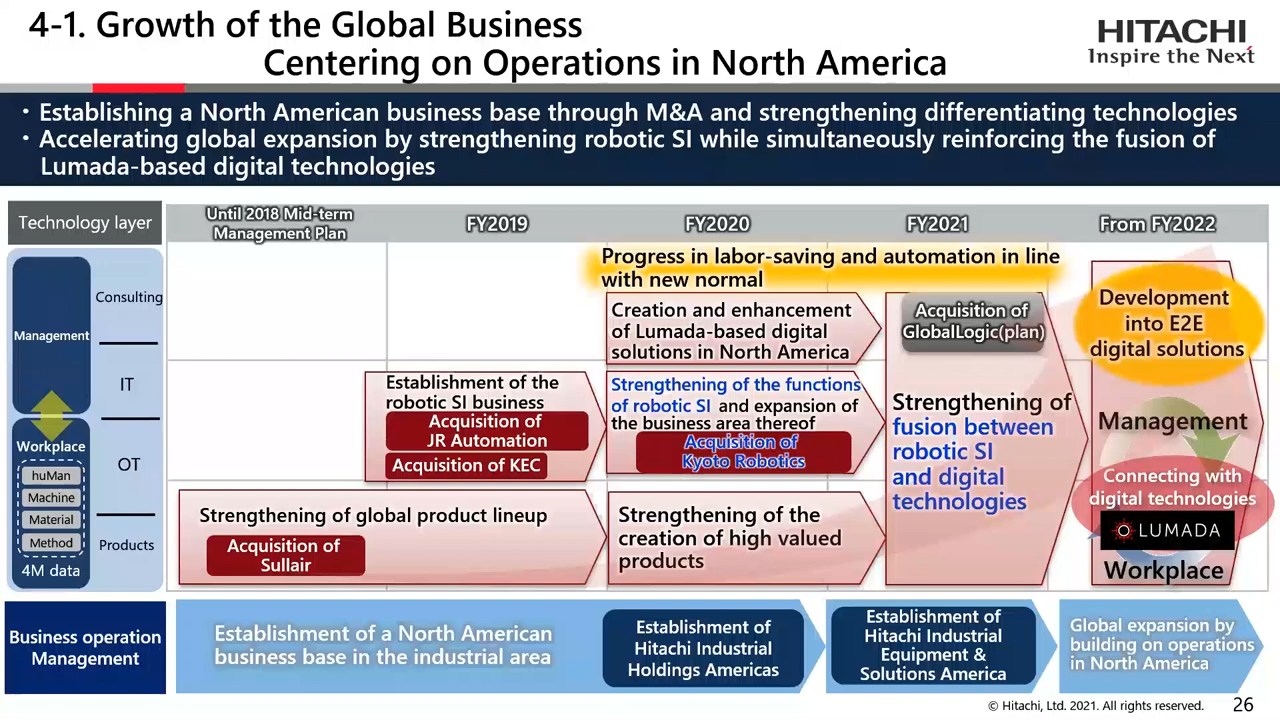 4-1. Growth of the Global Business
Centering on Operations in North America
HITACHI
Inspire the Next
・Establishing a North American business base through M&A and strengthening differentiating technologies
・Accelerating global expansion by strengthening robotic SI while simultaneously reinforcing the fusion of
Lumada-based digital technologies
Technology layer
Until 2018 Mid-term
Management Plan
FY2019
FY2020
FY2021
From FY2022
Management
Consulting
IT
Workplace
OT
huMan
Machine
Material
Method
4M data
Products
Progress in labor-saving and automation in line
with new normal
Creation and enhancement
of Lumada-based digital
solutions in North America
Establishment of the
robotic SI business
Acquisition of
JR Automation
Acquisition of KEC
Strengthening of the functions
of robotic SI and expansion of
the business area thereof
Acquisition of
Kyoto Robotics
Strengthening of global product lineup
Acquisition of
Sullair
Strengthening of the
creation of high valued
products
Acquisition of
GlobalLogic(plan)
Strengthening of
fusion between
robotic SI
and digital
technologies
Development
into E2E
digital solutions
Management
Connecting with
digital technologies
LUMADA
Workplace
Business operation
Management
Establishment of a North American
business base in the industrial area
Establishment of
Hitachi Industrial
Holdings Americas
Establishment of
Hitachi Industrial
Equipment &
Solutions America
Global expansion by
building on operations
in North America
© Hitachi, Ltd. 2021. All rights reserved.
26